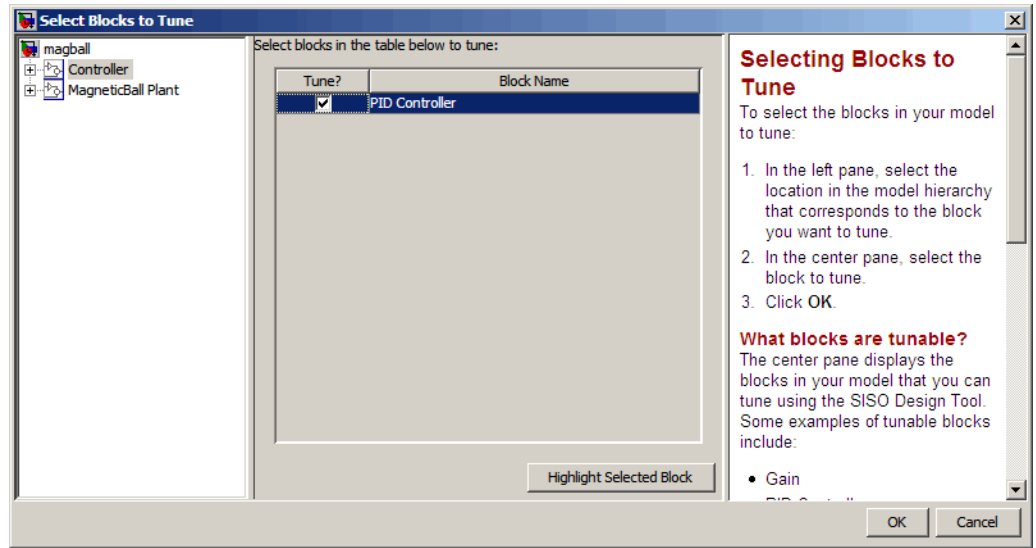 Select Blocks to Tune
magball
Controller
MagneticBall Plant
Select blocks in the table below to tune:
Tune?
Block Name
PID Controller
Highlight Selected Block
Selecting Blocks to
Tune
To select the blocks in your model
to tune:
1. In the left pane, select the
location in the model hierarchy
that corresponds to the block
you want to tune.
2. In the center pane, select the
block to tune.
3. Click OK.
What blocks are tunable?
The center pane displays the
blocks in your model that you can
tune using the SISO Design Tool.
Some examples of tunable blocks
include:
• Gain
OK
Cancel